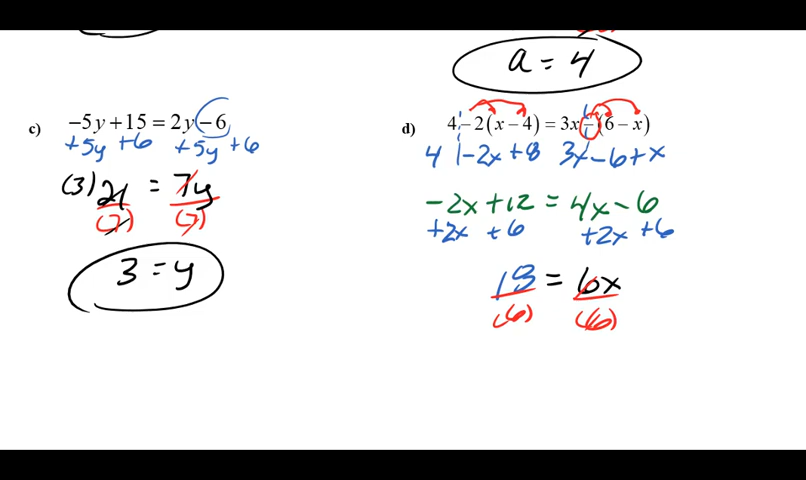 a = 4
c) −5y + 15 = 2y − 6
+5y +6 +5y +6
(3) 21 = 7y
(7) (7)
3 = y
d) 4 − 2(x − 4) = 3x − (6 − x)
4 −2x + 8 3x − 6 + x
−2x + 12 = 4x − 6
+2x +6 +2x +6
18 = 6x
(6) (6)